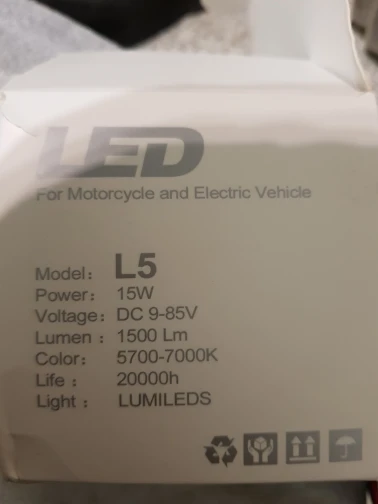 LED
For Motorcycle and Electric Vehicle
Model: L5
Power: 15W
Voltage: DC 9-85V
Lumen : 1500 Lm
Color: 5700-7000K
Life : 20000h
Light : LUMILEDS